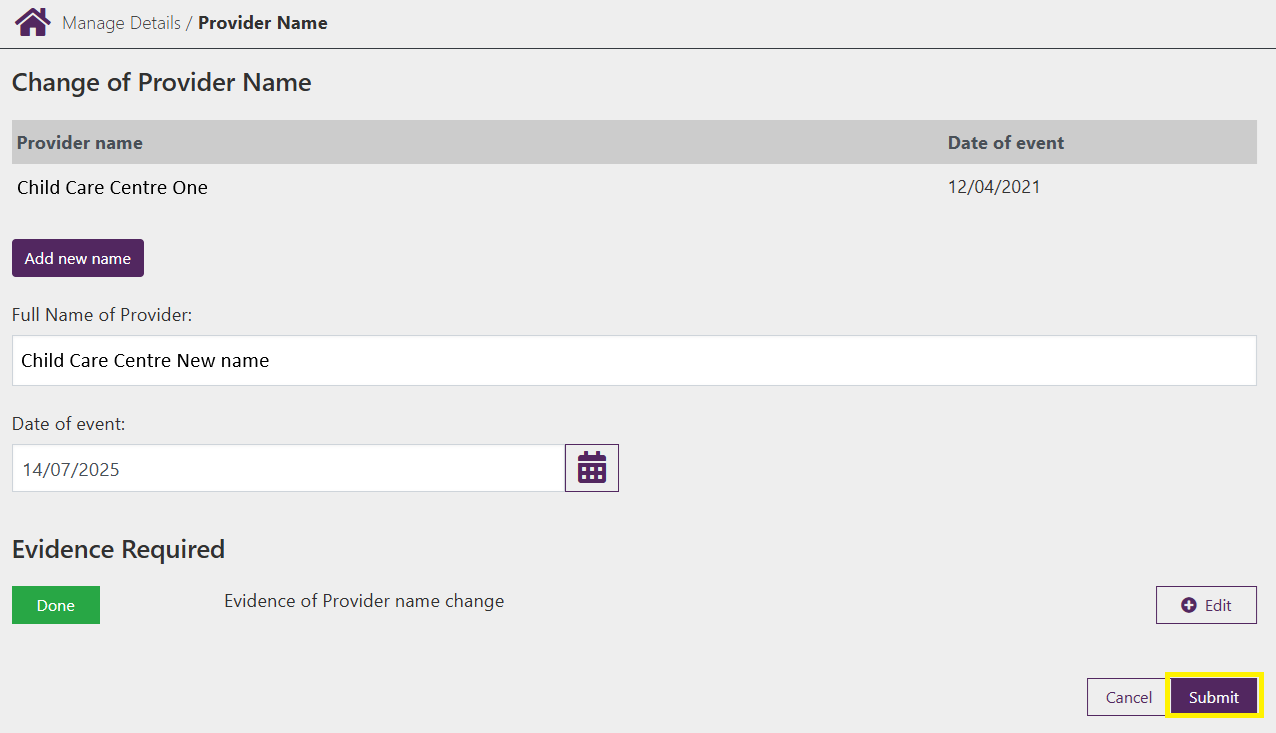 Manage Details / Provider Name
Change of Provider Name
Provider name Date of event
Child Care Centre One 12/04/2021
Add new name
Full Name of Provider:
Child Care Centre New name
Date of event:
14/07/2025
Evidence Required
Done Evidence of Provider name change Edit
Cancel Submit